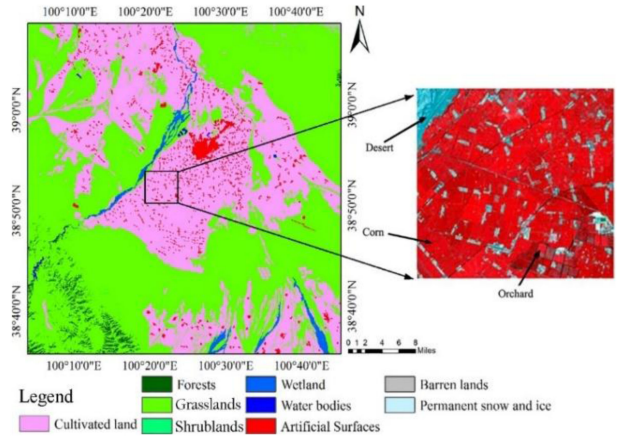 100°10'0"E 100°20'0"E 100°30'0"E 100°40'0"E
N
39°0'0"N
38°50'0"N
38°40'0"N
39°0'0"N
38°50'0"N
38°40'0"N
Desert
Corn
Orchard
100°10'0"E 100°20'0"E 100°30'0"E 100°40'0"E
0 1 2 4 6 8
Miles
Legend
Forests Wetland Barren lands
Grasslands Water bodies Permanent snow and ice
Cultivated land Shrublands Artificial Surfaces